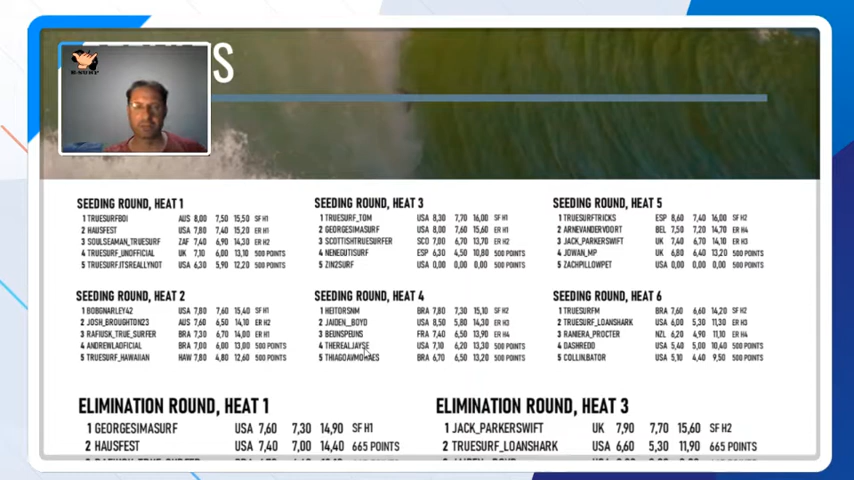 S
SEEDING ROUND, HEAT 1
1 TRUESURFBOI AUS 8,00 7,50 15,50 SF H1
2 HAUSFEST USA 7,80 7,40 15,20 ER H1
3 SOULSEAMAN_TRUESURF ZAF 7,40 6,90 14,30 ER H2
4 TRUESURF_UNOFFICIAL UK 7,10 6,00 13,10 500 POINTS
5 TRUESURF.ITSREALLYNOT USA 6,30 5,90 12,20 500 POINTS
SEEDING ROUND, HEAT 2
1 BOBGNARLEY42 USA 7,80 7,60 15,40 SF H1
2 JOSH_BROUGHTON23 AUS 7,60 6,50 14,10 ER H2
3 RAFIUSK_TRUE_SURFER BRA 7,30 6,70 14,00 ER H1
4 ANDREWLAOFICIAL BRA 7,00 6,00 13,00 500 POINTS
5 TRUESURF_HAWAIIAN HAW 7,80 4,80 12,60 500 POINTS
SEEDING ROUND, HEAT 3
1 TRUESURF_TOM USA 8,30 7,70 16,00 SF H1
2 GEORGESIMASURF USA 8,00 7,60 15,60 ER H1
3 SCOTTISHTRUESURFER SCO 7,00 6,70 13,70 ER H2
4 NENEGUTISURF ESP 6,30 4,50 10,80 500 POINTS
5 ZIN2SURF USA 0,00 0,00 0,00 500 POINTS
SEEDING ROUND, HEAT 4
1 HEITORSNM BRA 7,80 7,30 15,10 SF H2
2 JAIDEN_BOYD USA 8,50 5,80 14,30 ER H3
3 BEUNSPEUNS FRA 7,40 6,50 13,90 ER H4
4 THEREALJAYSE USA 7,10 6,20 13,30 500 POINTS
5 BRA 6,70 6,50 13,20 500 POINTS
SEEDING ROUND, HEAT 5
1 TRUESURFTRICKS ESP 8,60 7,40 16,00 SF H2
2 ARNEVANDERVOORT BEL 7,50 7,20 14,70 ER H4
3 JACK_PARKERSWIFT UK 7,40 6,70 14,10 ER H3
4 JOWAN_MP UK 6,80 6,40 13,20 500 POINTS
5 ZACHPILLOWPET USA 0,00 0,00 0,00 500 POINTS
SEEDING ROUND, HEAT 6
1 TRUESURFM BRA 7,60 6,60 14,20 SF H2
2 TRUESURF_LOANSHARK USA 6,00 5,30 11,30 ER H3
3 RANIERA_PROCTER NZL 6,20 4,90 11,10 ER H4
4 DASHREDO USA 5,40 5,00 10,40 500 POINTS
5 COLLIN.BATOR USA 5,10 4,40 9,50 500 POINTS
ELIMINATION ROUND, HEAT 1
1 GEORGESIMASURF USA 7,60 7,30 14,90 SF H1
2 HAUSFEST USA 7,40 7,00 14,40 665 POINTS
ELIMINATION ROUND, HEAT 3
1 JACK_PARKERSWIFT UK 7,90 7,70 15,60 SF H2
2 TRUESURF_LOANSHARK USA 6,60 5,30 11,90 665 POINTS